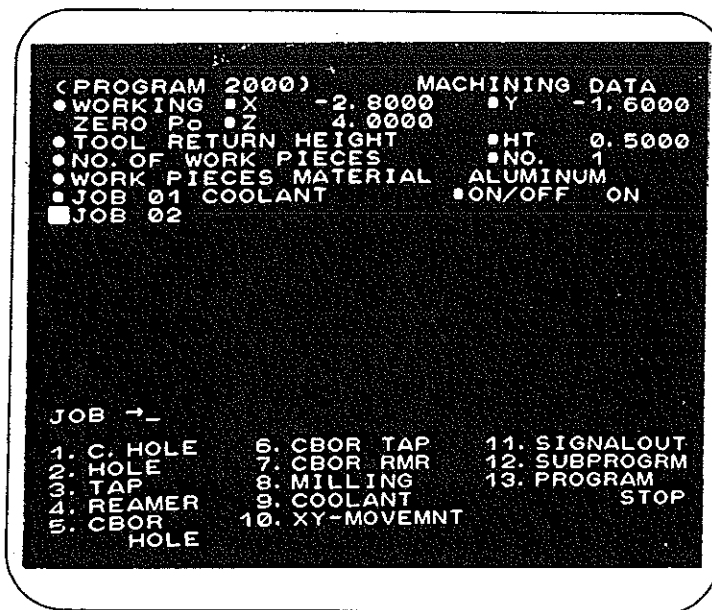 (PROGRAM 2000) MACHINING DATA
●WORKING ▪X -2.8000 ▪Y -1.6000
ZERO Po ▪Z 4.0000
●TOOL RETURN HEIGHT ▪HT 0.5000
●NO. OF WORK PIECES ▪NO. 1
●WORK PIECES MATERIAL ALUMINUM
▪JOB 01 COOLANT ▪ON/OFF ON
■JOB 02
JOB →_
1. C. HOLE 6. CBOR TAP 11. SIGNALOUT
2. HOLE 7. CBOR RMR 12. SUBPROGRM
3. TAP 8. MILLING 13. PROGRAM
4. REAMER 9. COOLANT STOP
5. CBOR 10. XY-MOVEMNT
HOLE